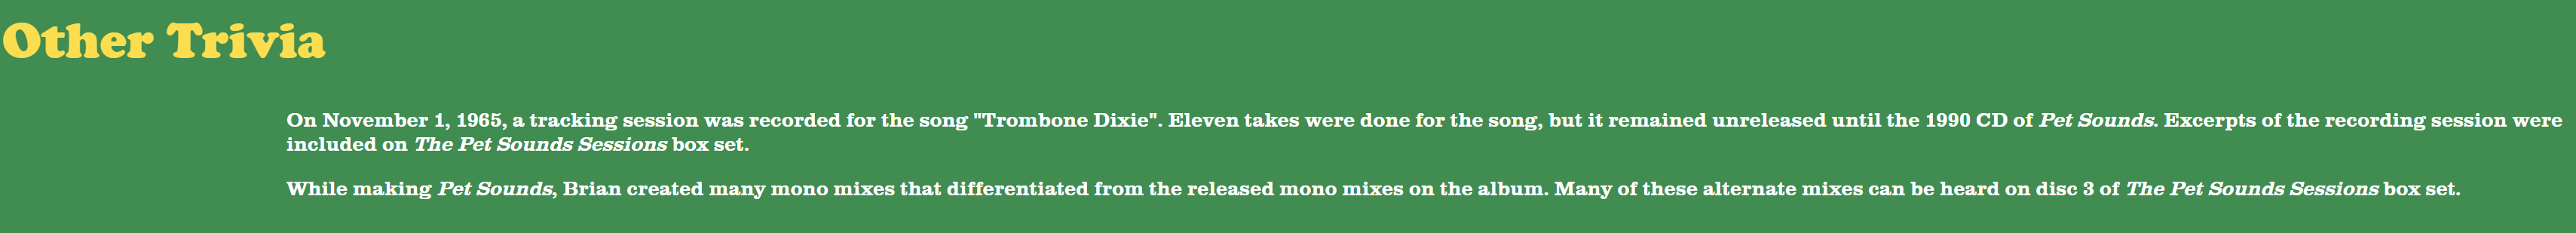 Other Trivia
On November 1, 1965, a tracking session was recorded for the song "Trombone Dixie". Eleven takes were done for the song, but it remained unreleased until the 1990 CD of Pet Sounds. Excerpts of the recording session were
included on The Pet Sounds Sessions box set.
While making Pet Sounds, Brian created many mono mixes that differentiated from the released mono mixes on the album. Many of these alternate mixes can be heard on disc 3 of The Pet Sounds Sessions box set.